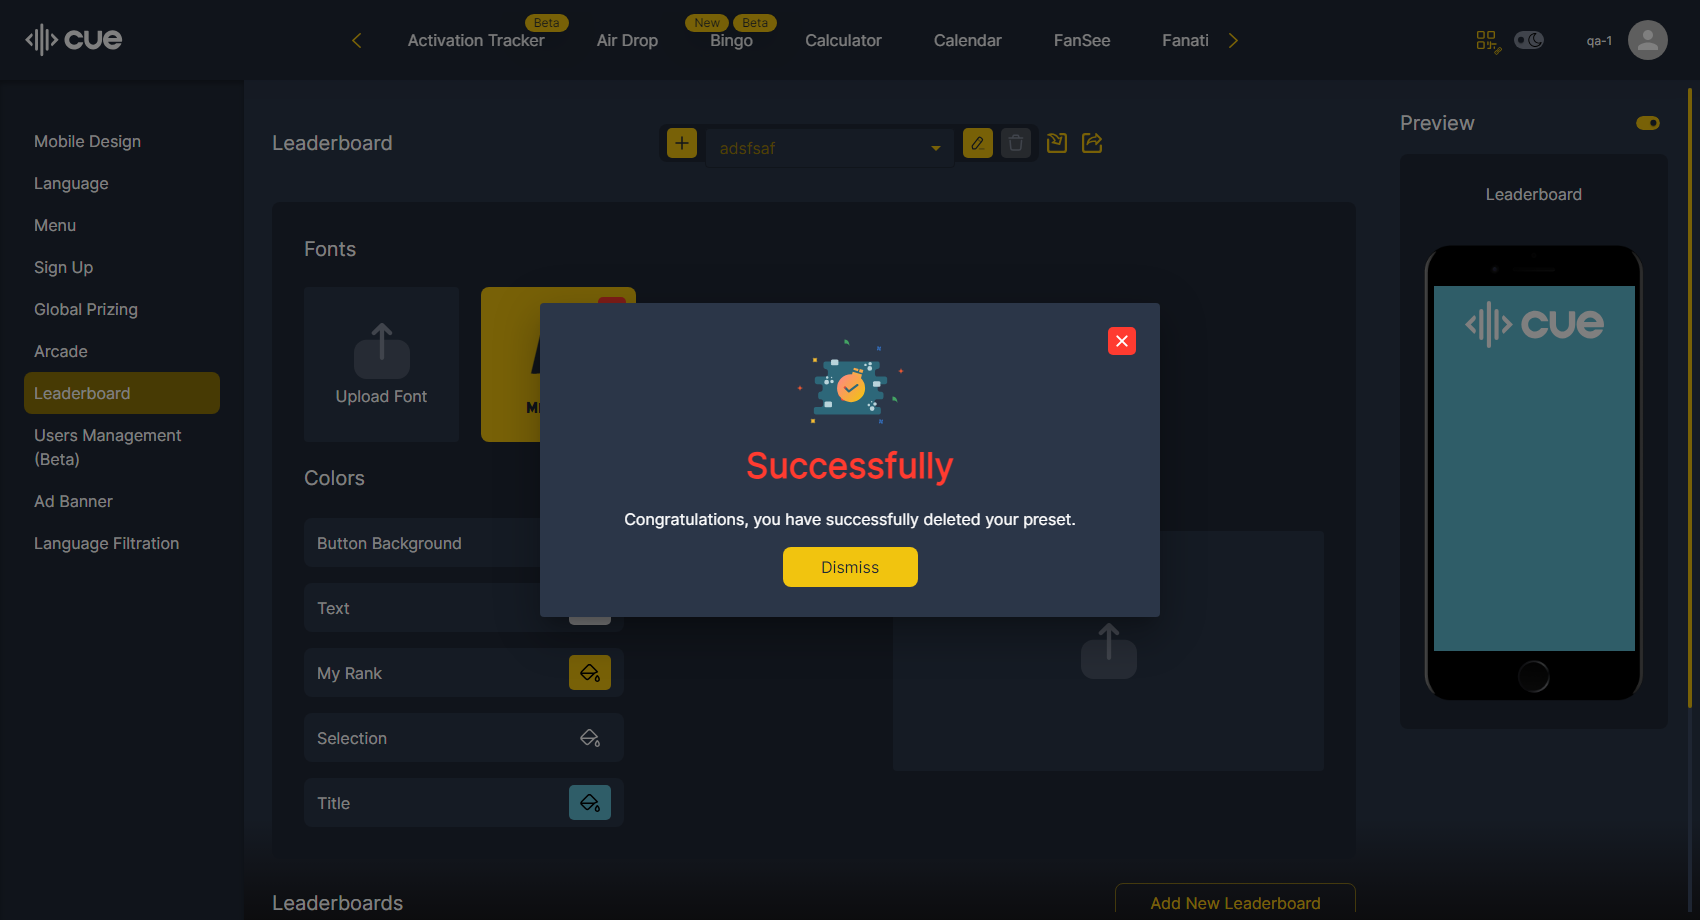 cue
Activation Tracker
Beta
Air Drop
New
Beta
Bingo
Calculator
Calendar
FanSee
Fanati
qa-1
Mobile Design
Language
Menu
Sign Up
Global Prizing
Arcade
Leaderboard
Users Management
(Beta)
Ad Banner
Language Filtration
Leaderboard
adsfsaf
Fonts
Upload Font
Colors
Button Background
Text
My Rank
Selection
Title
Successfully
Congratulations, you have successfully deleted your preset.
Dismiss
Preview
Leaderboard
cue
Leaderboards
Add New Leaderboard